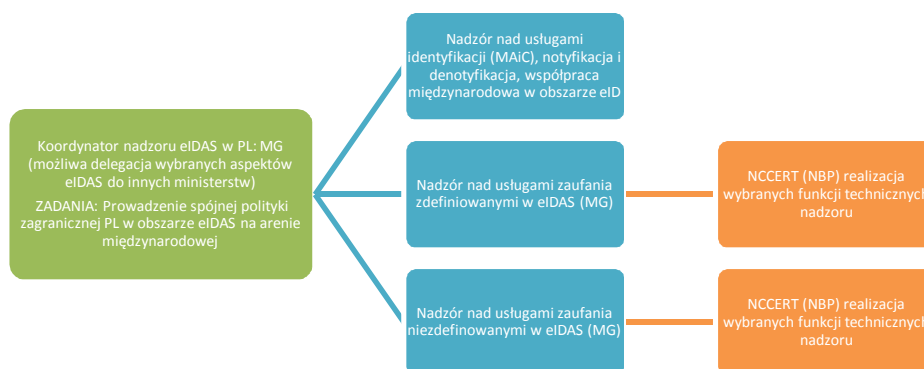 Nadzór nad usługami
identyfikacji (MAiC), notyfikacja i
denotyfikacja, współpraca
międzynarodowa w obszarze eID
Koordynator nadzoru eIDAS w PL: MG
(możliwa delegacja wybranych aspektów
eIDAS do innych ministerstw)
ZADANIA: Prowadzenie spójnej polityki
zagranicznej PL w obszarze eIDAS na arenie
międzynarodowej
Nadzór nad usługami zaufania
zdefiniowanymi w eIDAS (MG)
NCCERT (NBP) realizacja
wybranych funkcji technicznych
nadzoru
Nadzór nad usługami zaufania
niezdefinowanymi w eIDAS (MG)
NCCERT (NBP) realizacja
wybranych funkcji technicznych
nadzoru